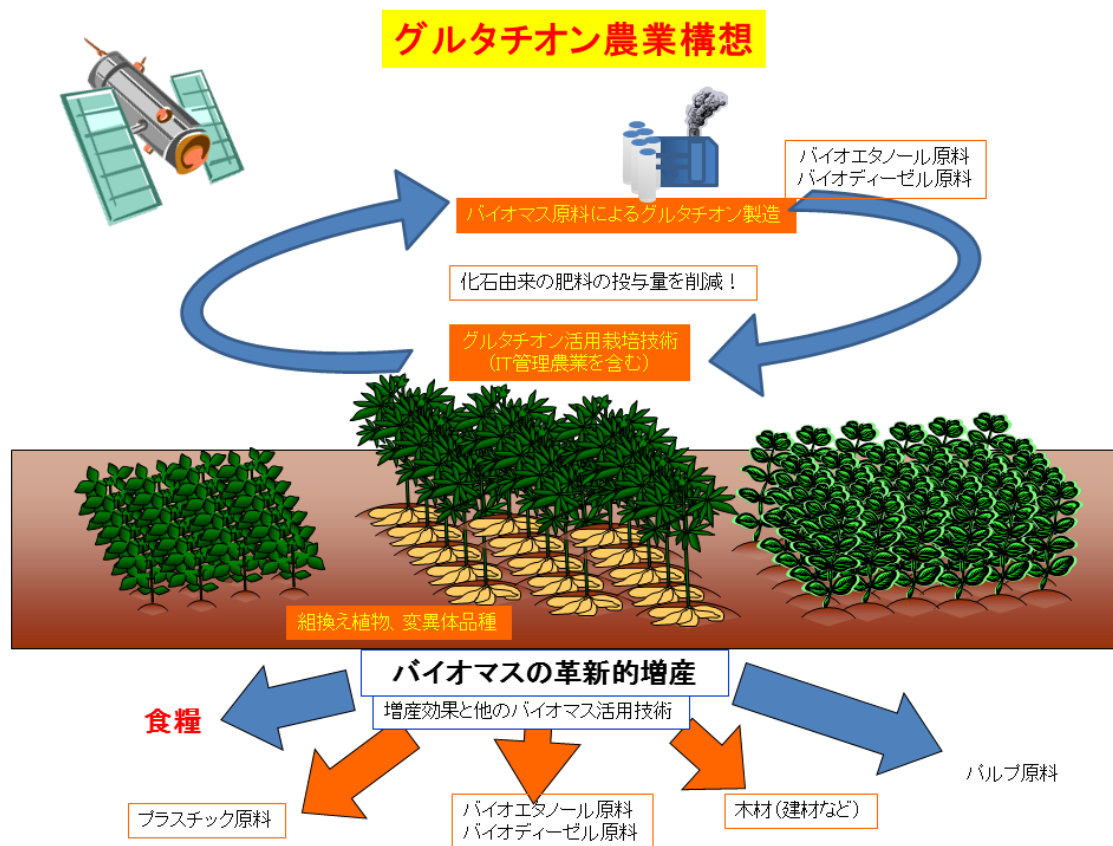 グルタチオン農業構想
バイオエタノール原料
バイオディーゼル原料
バイオマス原料によるグルタチオン製造
化石由来の肥料の投与量を削減！
グルタチオン活用栽培技術
（IT管理農業を含む）
組換え植物、変異体品種
バイオマスの革新的増産
増産効果と他のバイオマス活用技術
食糧
パルプ原料
プラスチック原料
バイオエタノール原料
バイオディーゼル原料
木材（建材など）